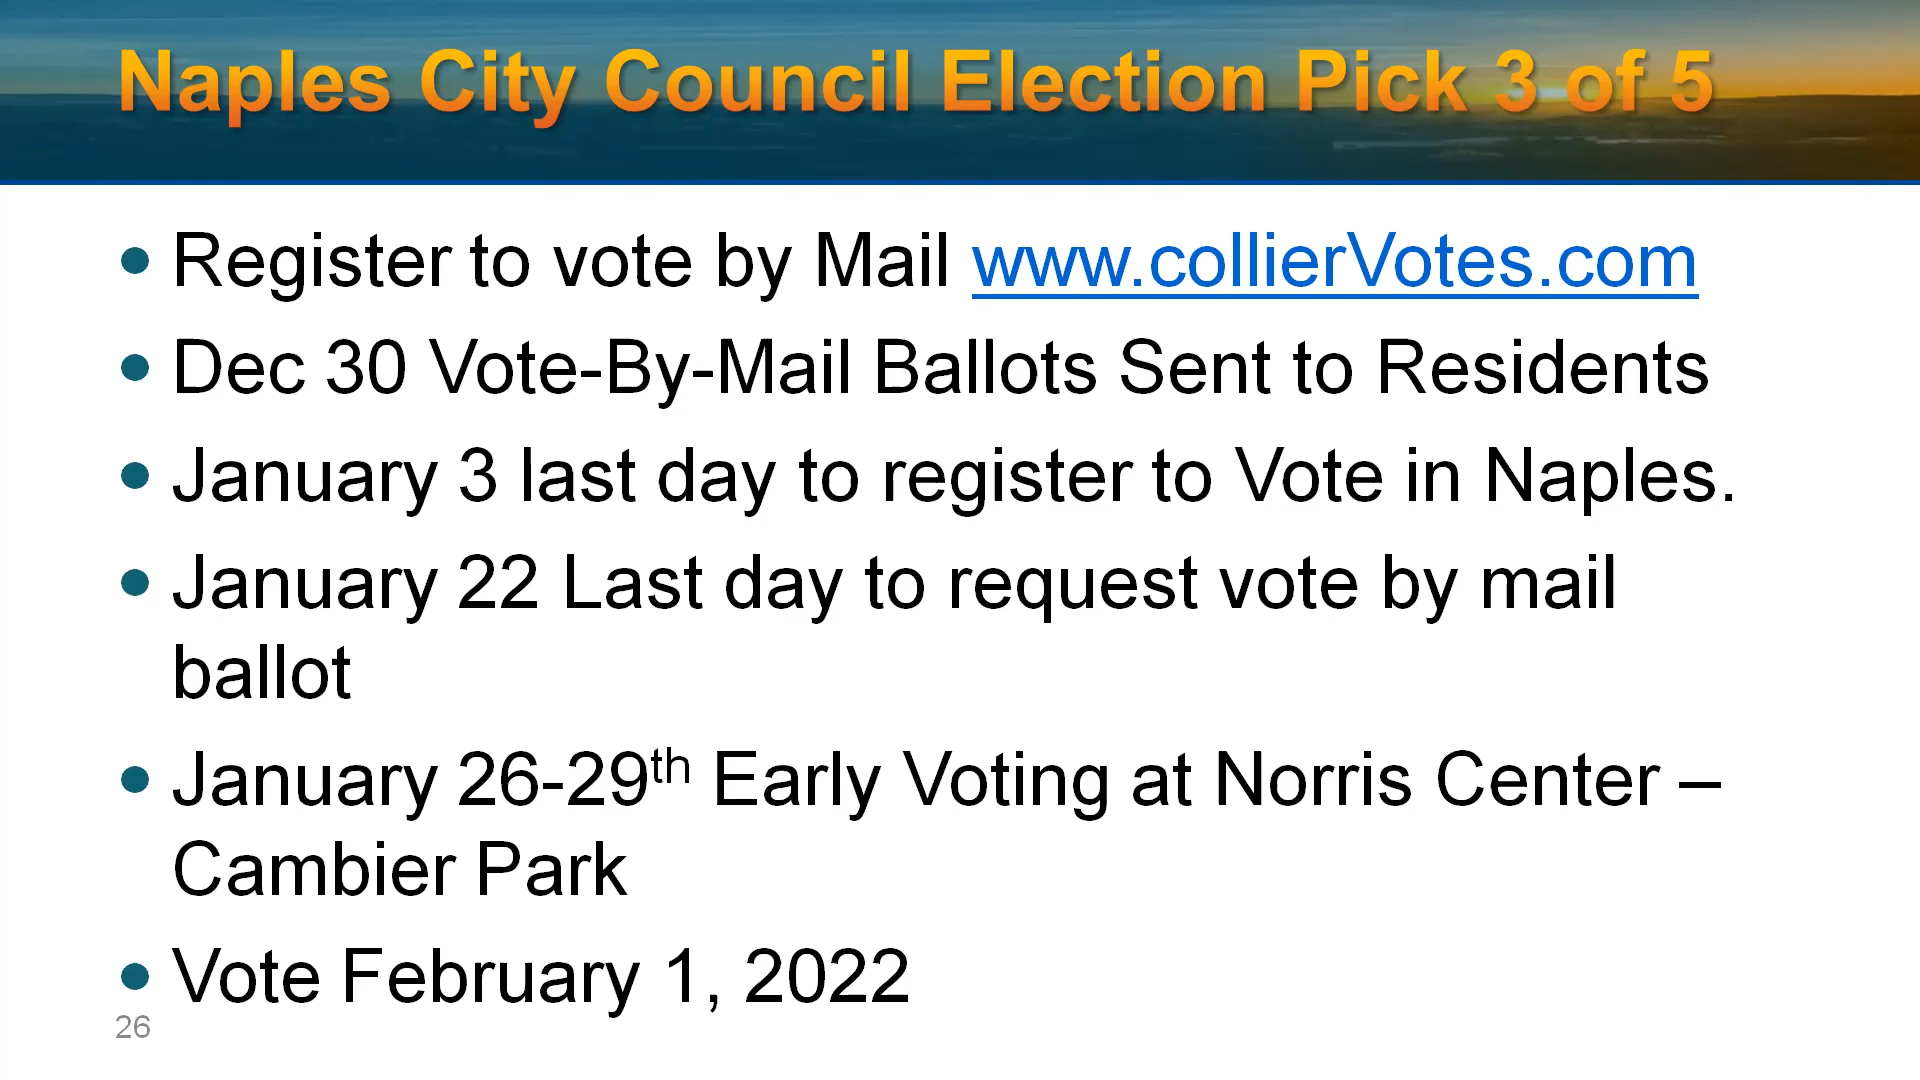 Naples City Council Election Pick 3 of 5
• Register to vote by Mail www.collierVotes.com
• Dec 30 Vote-By-Mail Ballots Sent to Residents
• January 3 last day to register to Vote in Naples.
• January 22 Last day to request vote by mail
ballot
• January 26-29th Early Voting at Norris Center –
Cambier Park
• Vote February 1, 2022
26